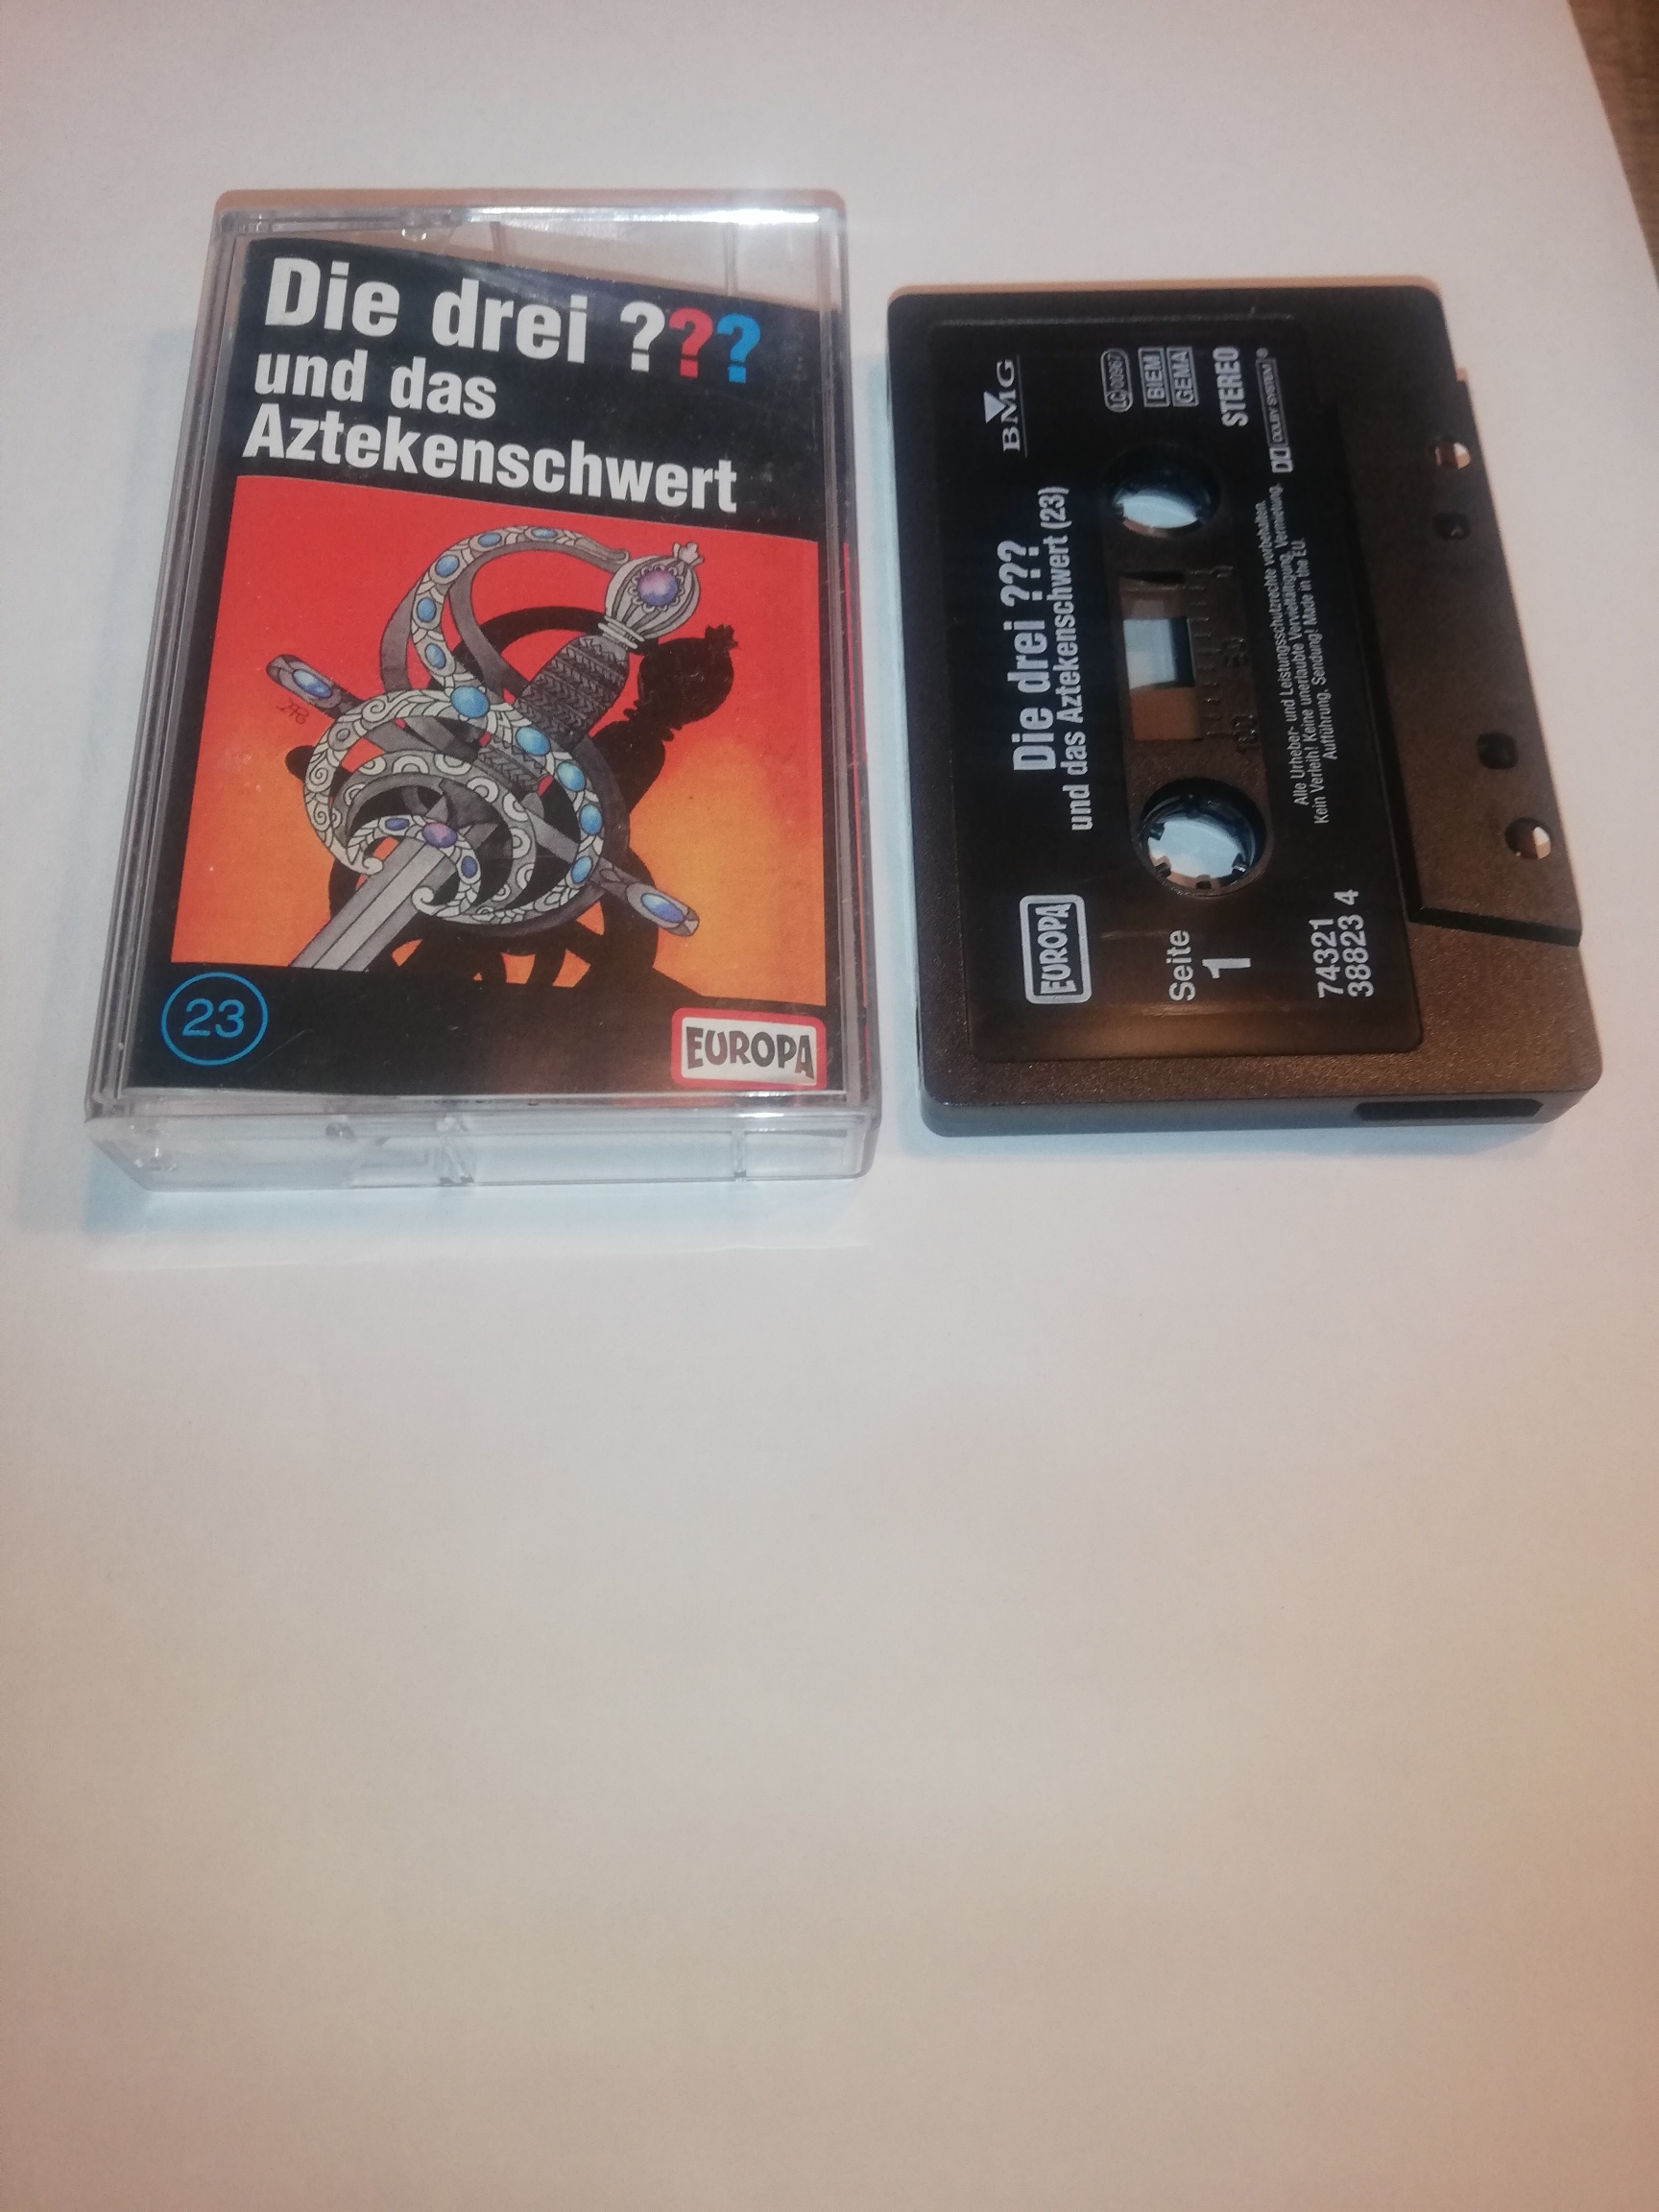 Die drei ???
und das
Aztekenschwert
23
EUROPA
BMG
LC 00967
BIEM
GEMA
STEREO
DOLBY SYSTEM
Die drei ???
und das Aztekenschwert (23)
EUROPA
Seite
1
Alle Urheber- und Leistungsschutzrechte vorbehalten.
Kein Verleih! Keine unerlaubte Vervielfältigung, Vermietung,
Aufführung, Sendung! Made in the EU.
74321
38823 4